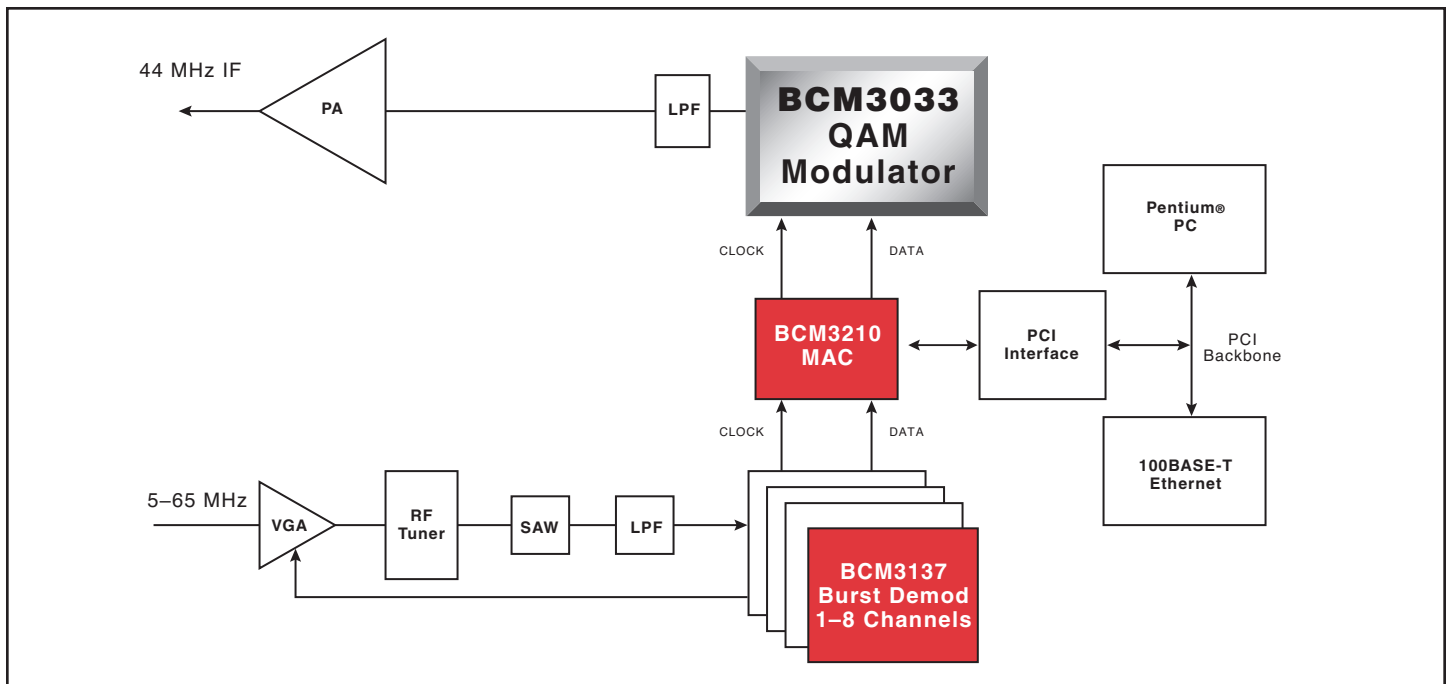 44 MHz IF
PA
LPF
BCM3033
QAM
Modulator
Pentium®
PC
CLOCK
DATA
BCM3210
MAC
PCI
Interface
PCI
Backbone
CLOCK
DATA
100BASE-T
Ethernet
5–65 MHz
VGA
RF
Tuner
SAW
LPF
BCM3137
Burst Demod
1–8 Channels